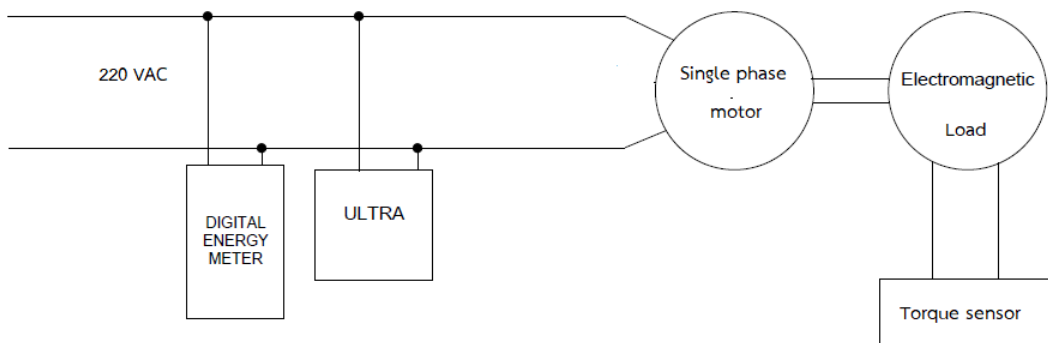 220 VAC
Single phase
motor
Electromagnetic
Load
DIGITAL
ENERGY
METER
ULTRA
Torque sensor